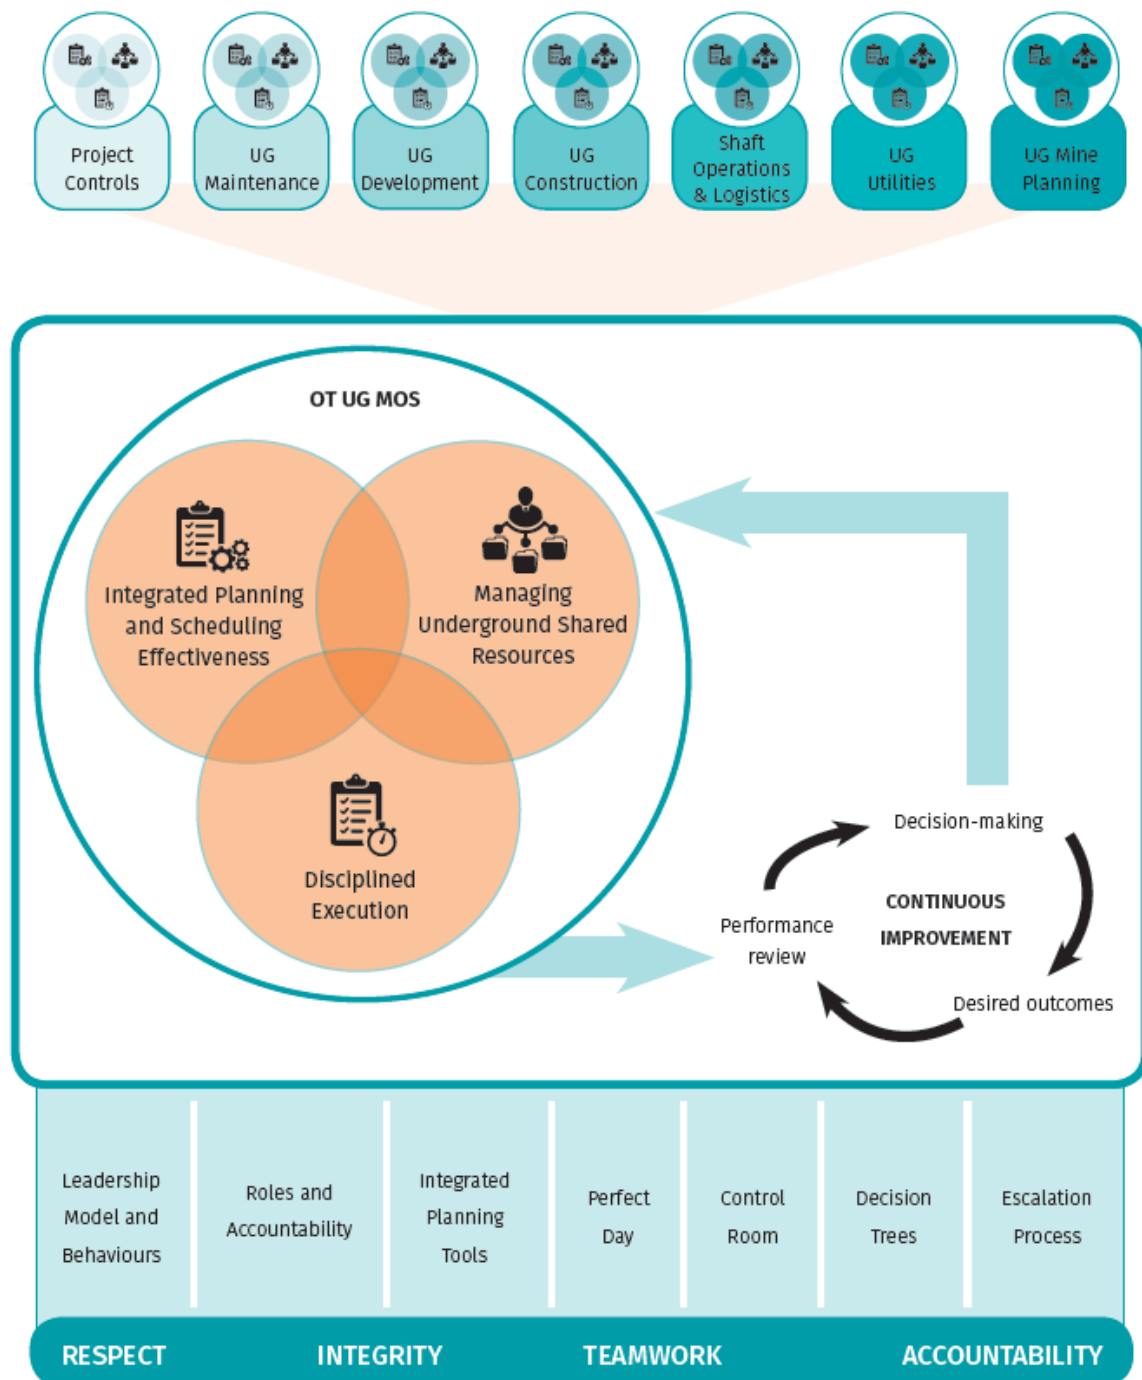 Project
Controls
UG
Maintenance
UG
Development
UG
Construction
Shaft
Operations
& Logistics
UG
Utilities
UG Mine
Planning
OT UG MOS
Integrated Planning
and Scheduling
Effectiveness
Managing
Underground Shared
Resources
Disciplined
Execution
Decision-making
CONTINUOUS
IMPROVEMENT
Performance
review
Desired outcomes
Leadership
Model and
Behaviours
Roles and
Accountability
Integrated
Planning
Tools
Perfect
Day
Control
Room
Decision
Trees
Escalation
Process
RESPECT
INTEGRITY
TEAMWORK
ACCOUNTABILITY